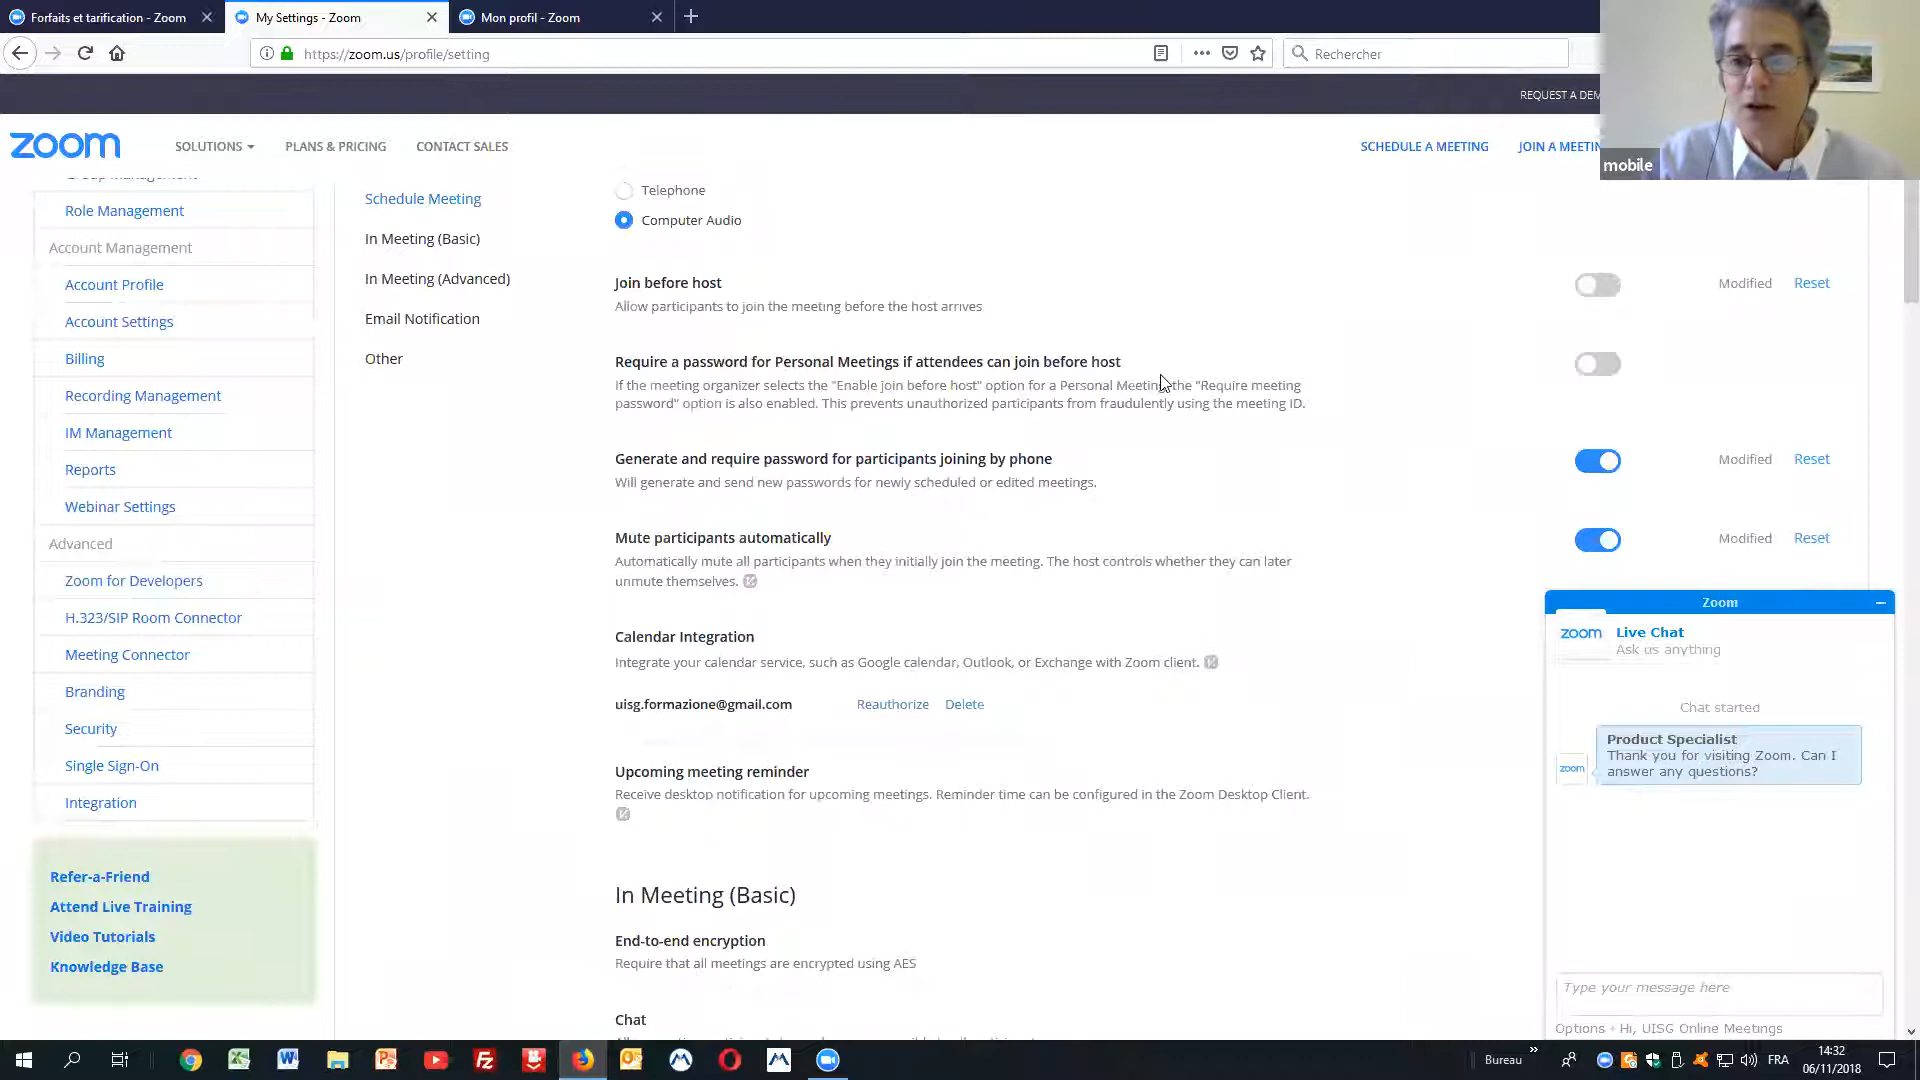 Forfaits et tarification - Zoom
My Settings - Zoom
Mon profil - Zoom
https://zoom.us/profile/setting
Rechercher
REQUEST A DEM
zoom
SOLUTIONS
PLANS & PRICING
CONTACT SALES
SCHEDULE A MEETING
JOIN A MEETIN
mobile
Group Management
Role Management
Account Management
Account Profile
Account Settings
Billing
Recording Management
IM Management
Reports
Webinar Settings
Advanced
Zoom for Developers
H.323/SIP Room Connector
Meeting Connector
Branding
Security
Single Sign-On
Integration
Refer-a-Friend
Attend Live Training
Video Tutorials
Knowledge Base
Schedule Meeting
In Meeting (Basic)
In Meeting (Advanced)
Email Notification
Other
Telephone
Computer Audio
Join before host
Modified Reset
Allow participants to join the meeting before the host arrives
Require a password for Personal Meetings if attendees can join before host
If the meeting organizer selects the "Enable join before host" option for a Personal Meeting, the "Require meeting
password" option is also enabled. This prevents unauthorized participants from fraudulently using the meeting ID.
Generate and require password for participants joining by phone
Modified Reset
Will generate and send new passwords for newly scheduled or edited meetings.
Mute participants automatically
Modified Reset
Automatically mute all participants when they initially join the meeting. The host controls whether they can later
unmute themselves.
Calendar Integration
Integrate your calendar service, such as Google calendar, Outlook, or Exchange with Zoom client.
uisg.formazione@gmail.com Reauthorize Delete
Upcoming meeting reminder
Receive desktop notification for upcoming meetings. Reminder time can be configured in the Zoom Desktop Client.
In Meeting (Basic)
End-to-end encryption
Require that all meetings are encrypted using AES
Chat
Zoom
zoom
Live Chat
Ask us anything
Chat started
Product Specialist
zoom
Thank you for visiting Zoom. Can I
answer any questions?
Type your message here
Options - Hi, UISG Online Meetings
Bureau
FRA
14:32
06/11/2018